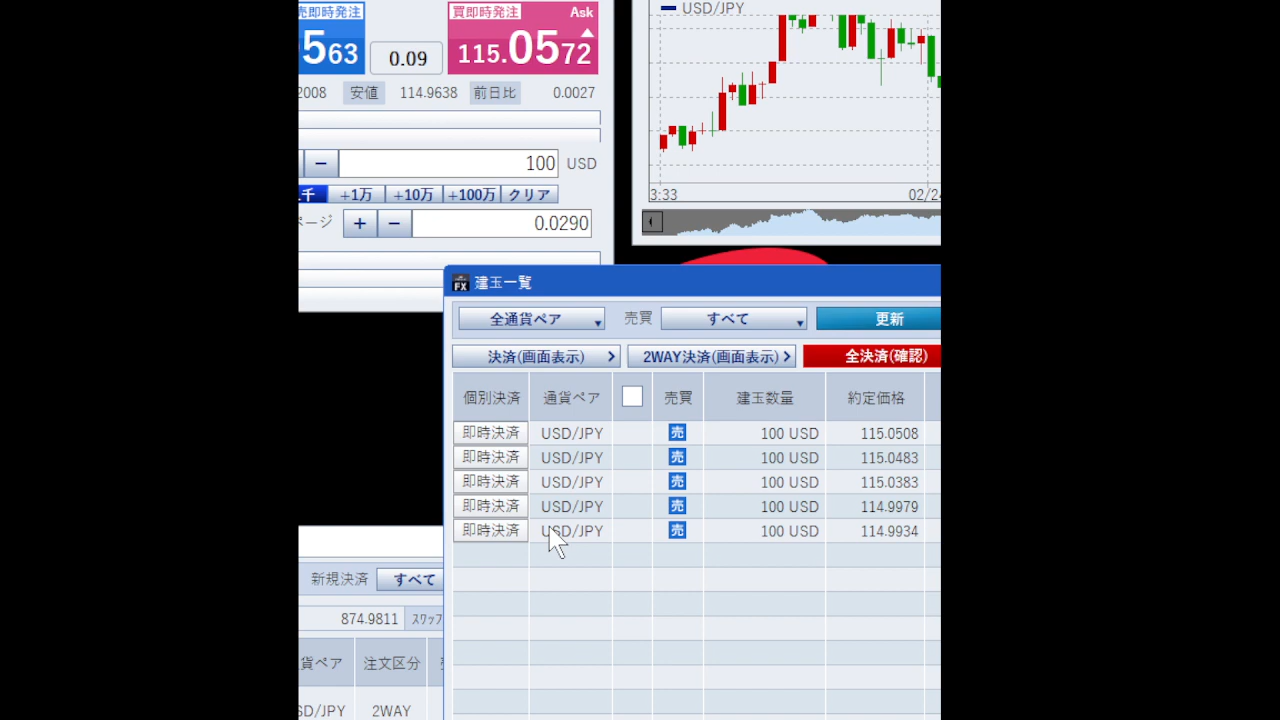 売即時発注
買即時発注 Ask
563
0.09
115.0572
2008 安値 114.9638 前日比 0.0027
− 100 USD
千 +1万 +10万 +100万 クリア
ページ + − 0.0290
USD/JPY
3:33
FX 建玉一覧
全通貨ペア 売買 すべて 更新
決済(画面表示) 2WAY決済(画面表示) 全決済(確認)
個別決済 通貨ペア 売買 建玉数量 約定価格
即時決済 USD/JPY 売 100 USD 115.0508
即時決済 USD/JPY 売 100 USD 115.0483
即時決済 USD/JPY 売 100 USD 115.0383
即時決済 USD/JPY 売 100 USD 114.9979
即時決済 USD/JPY 売 100 USD 114.9934
新規決済 すべて
874.9811 スワップ
貨ペア 注文区分
SD/JPY 2WAY